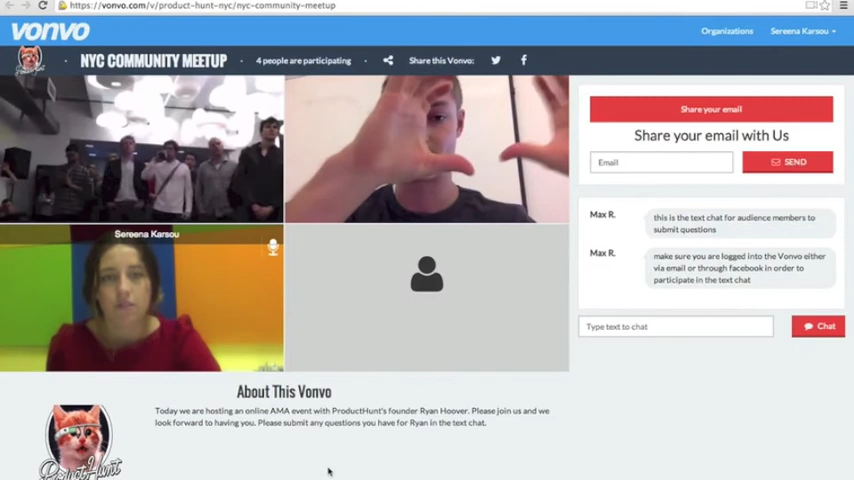 https://vonvo.com/v/product-hunt-nyc/nyc-community-meetup
vonvo
Organizations
Sereena Karsou
NYC COMMUNITY MEETUP
4 people are participating
Share this Vonvo:
Share your email
Share your email with Us
Email
SEND
Max R.
this is the text chat for audience members to
submit questions
Max R.
make sure you are logged into the Vonvo either
via email or through facebook in order to
participate in the text chat
Sereena Karsou
Type text to chat
Chat
About This Vonvo
Today we are hosting an online AMA event with ProductHunt's founder Ryan Hoover. Please join us and we
look forward to having you. Please submit any questions you have for Ryan in the text chat.
ProductHunt